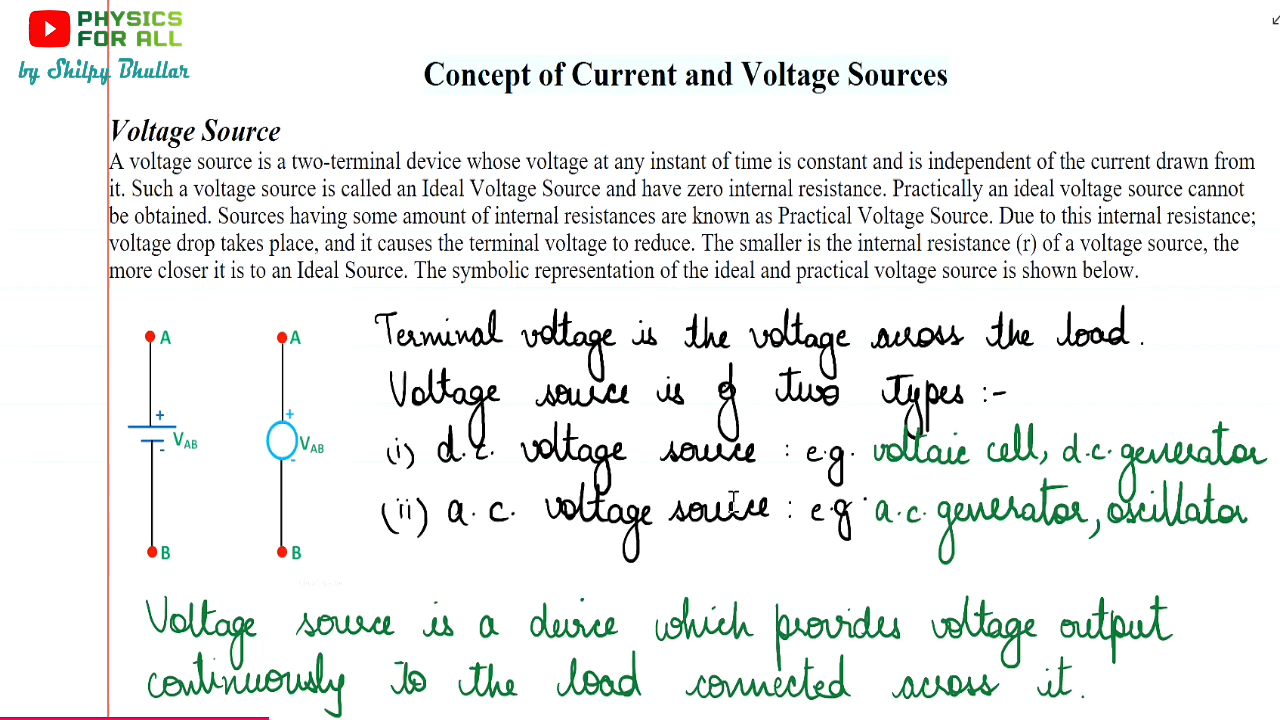 PHYSICS
FOR ALL
by Shilpy Bhullar
Concept of Current and Voltage Sources
Voltage Source
A voltage source is a two-terminal device whose voltage at any instant of time is constant and is independent of the current drawn from
it. Such a voltage source is called an Ideal Voltage Source and have zero internal resistance. Practically an ideal voltage source cannot
be obtained. Sources having some amount of internal resistances are known as Practical Voltage Source. Due to this internal resistance;
voltage drop takes place, and it causes the terminal voltage to reduce. The smaller is the internal resistance (r) of a voltage source, the
more closer it is to an Ideal Source. The symbolic representation of the ideal and practical voltage source is shown below.
A
+
VAB
-
B
A
+
VAB
-
B
Terminal voltage is the voltage across the load.
Voltage source is of two types :-
(i) d.c. voltage source : e.g. voltaic cell, d.c. generator
(ii) a.c. voltage source : e.g. a.c. generator, oscillator
Voltage source is a device which provides voltage output
continuously to the load connected across it.